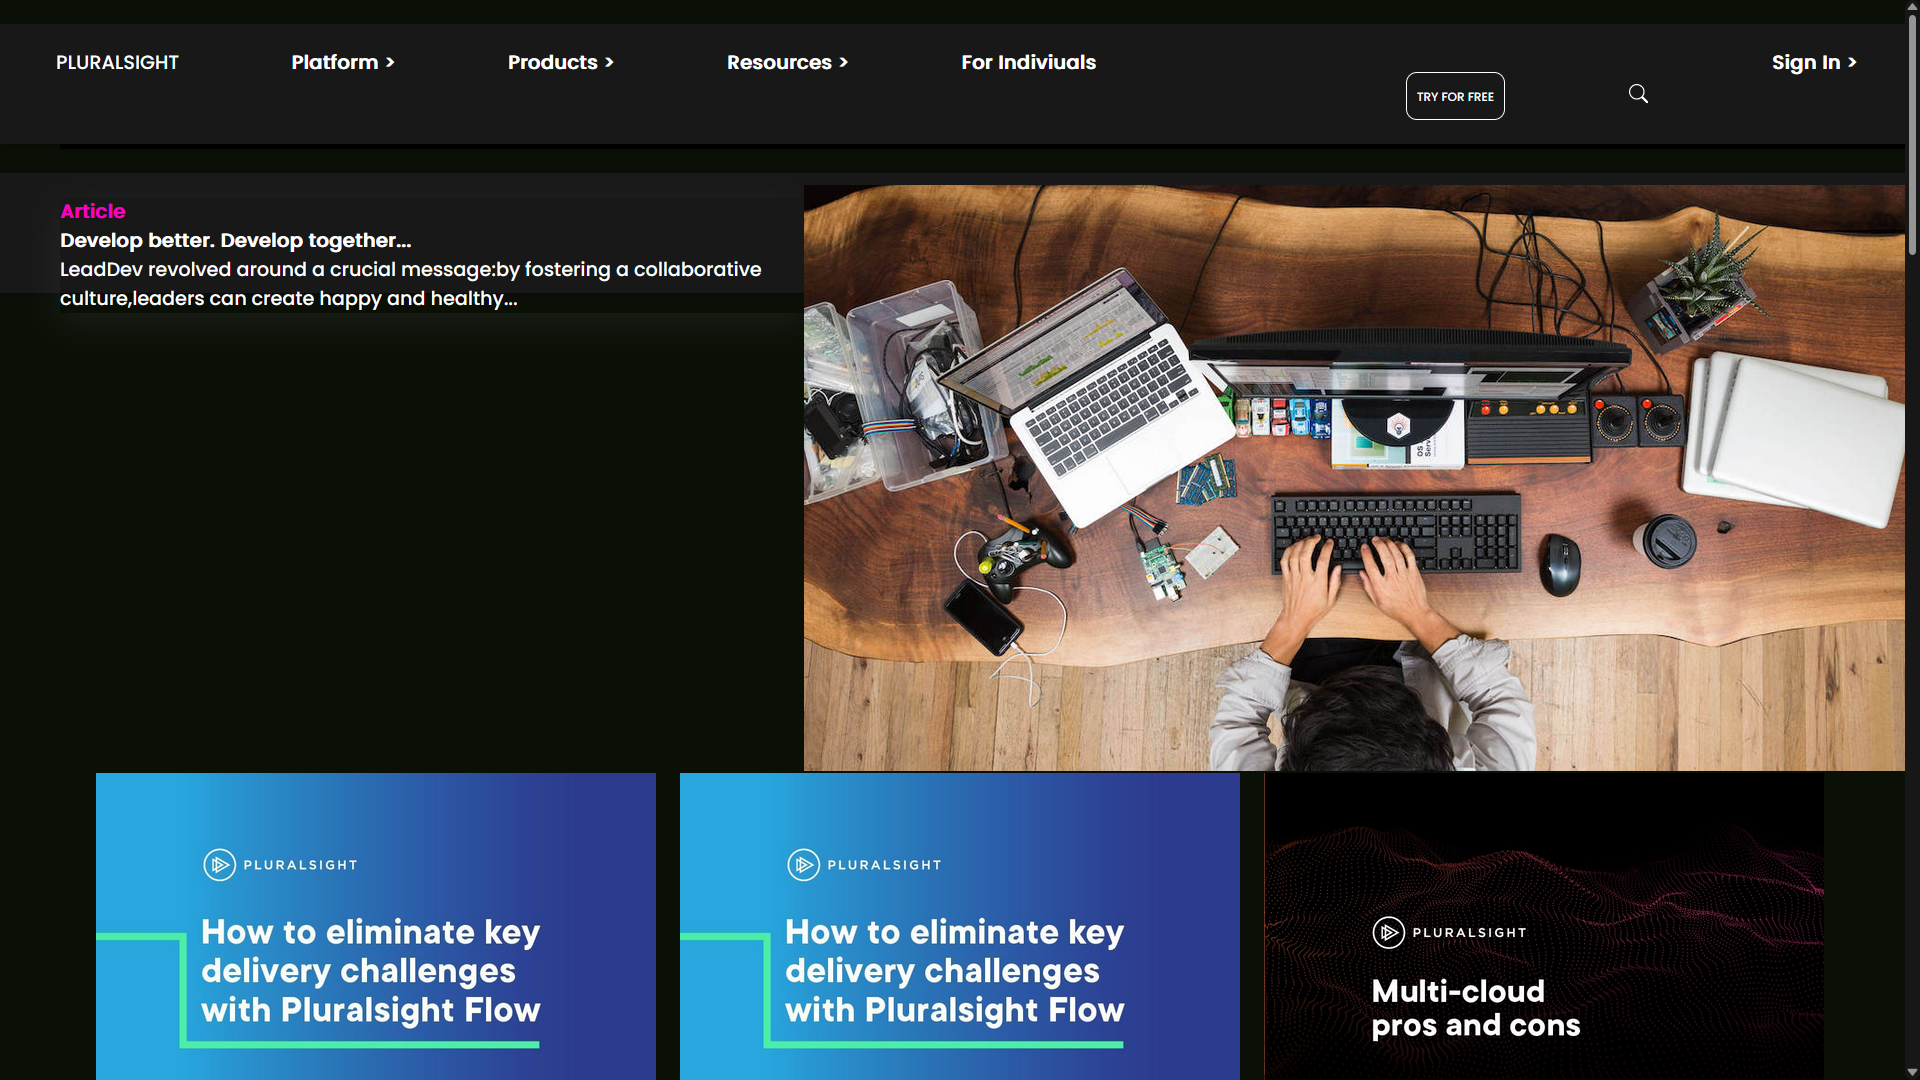 PLURALSIGHT
Platform >
Products >
Resources >
For Indiviuals
TRY FOR FREE
Sign In >
Article
Develop better. Develop together...
LeadDev revolved around a crucial message:by fostering a collaborative
culture,leaders can create happy and healthy...
PLURALSIGHT
How to eliminate key
delivery challenges
with Pluralsight Flow
PLURALSIGHT
How to eliminate key
delivery challenges
with Pluralsight Flow
PLURALSIGHT
Multi-cloud
pros and cons